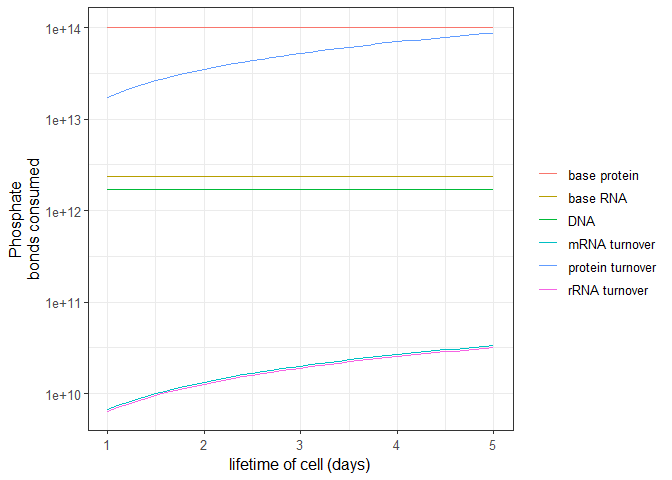 1e+14
1e+13
1e+12
1e+11
1e+10
Phosphate
bonds consumed
1 2 3 4 5
lifetime of cell (days)
base protein
base RNA
DNA
mRNA turnover
protein turnover
rRNA turnover